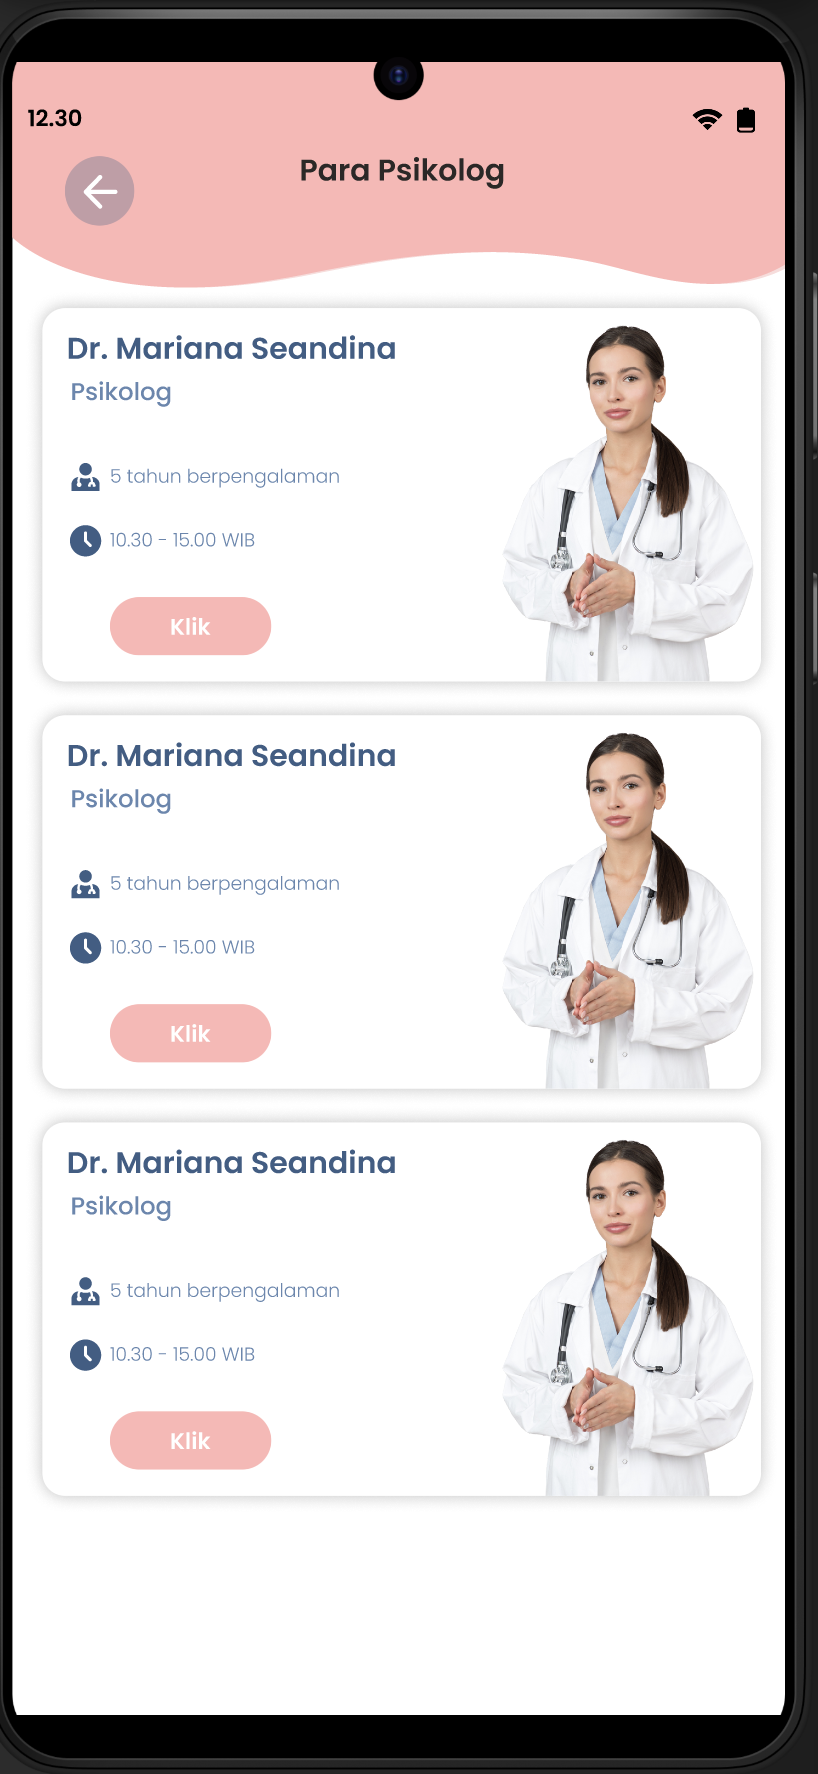 12.30
Para Psikolog
Dr. Mariana Seandina
Psikolog
5 tahun berpengalaman
10.30 - 15.00 WIB
Klik
Dr. Mariana Seandina
Psikolog
5 tahun berpengalaman
10.30 - 15.00 WIB
Klik
Dr. Mariana Seandina
Psikolog
5 tahun berpengalaman
10.30 - 15.00 WIB
Klik